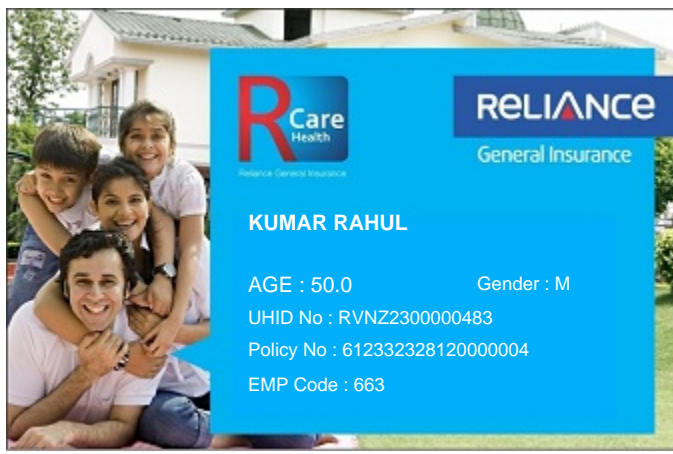 R Care
Health
Reliance General Insurance
RELIANCE
General Insurance
KUMAR RAHUL
AGE : 50.0 Gender : M
UHID No : RVNZ2300000483
Policy No : 612332328120000004
EMP Code : 663